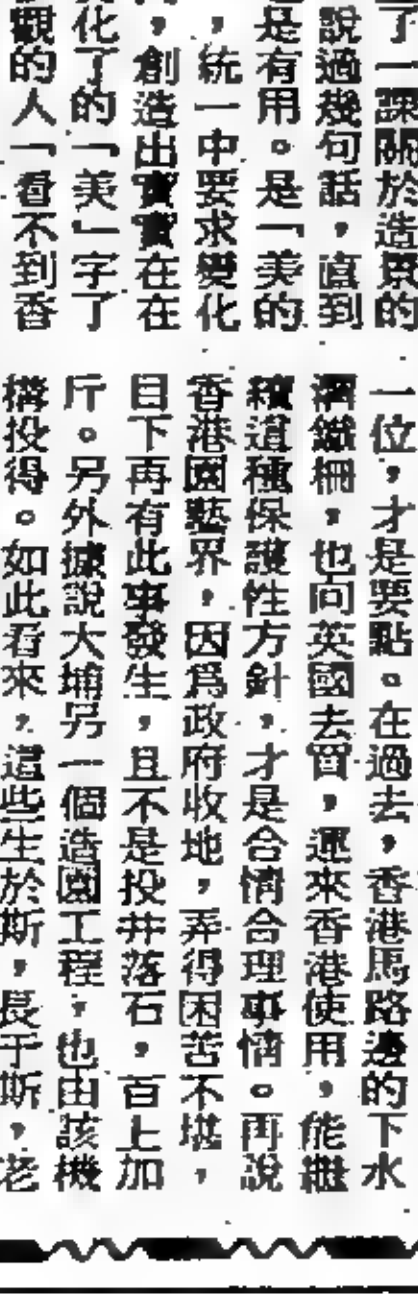 了一課關於造景的
說過幾句話，直到
是有用。是「美的
，統一中要求變化
，創造出實實在在
化了的「美」字了
觀的人「看不到香
一位，才是要點。在過去，香港馬路邊的下水
鐵柵，也向英國去買，運來香港使用，能繼
續這種保護性方針，才是合情合理事情。再說
香港園藝界，因爲政府收地，弄得困苦不堪，
目下再有此事發生，且不是投井落石，百上加
斤。另外據說大埔另一個造園工程，也由該機
構投得。如此看來，這些生於斯，長于斯，老